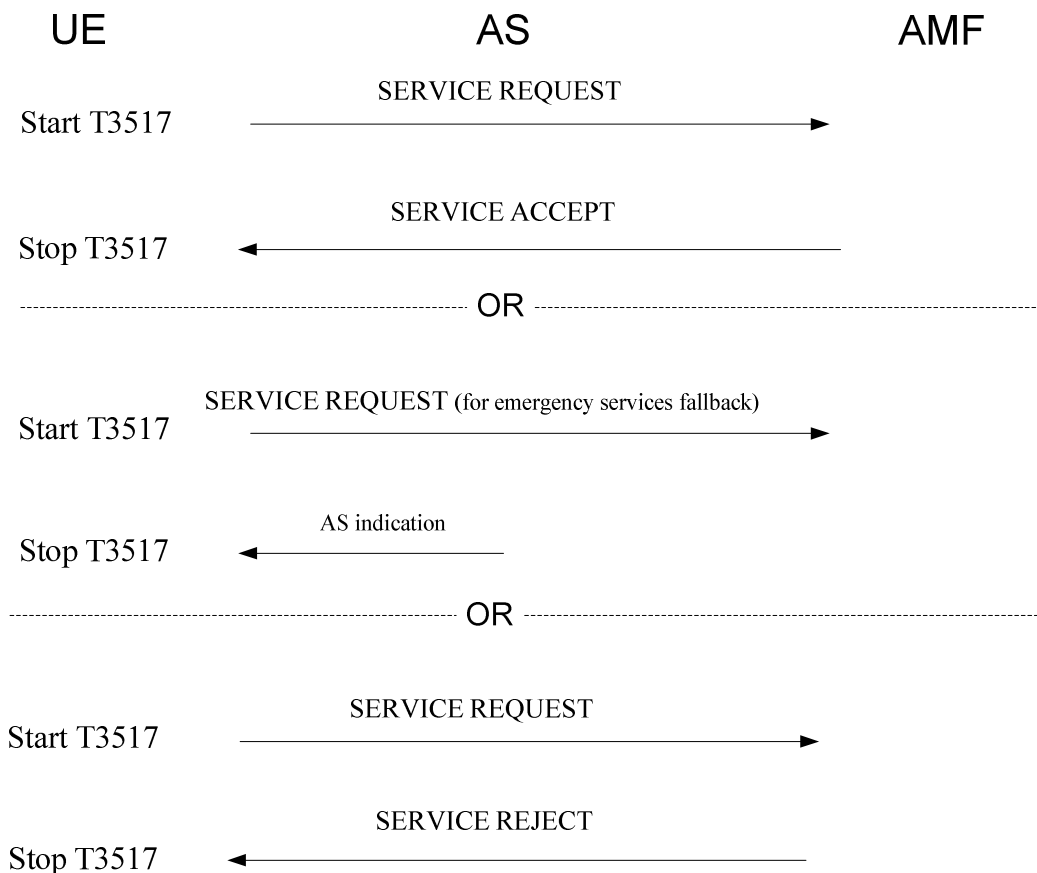 UE AS AMF
SERVICE REQUEST
Start T3517
SERVICE ACCEPT
Stop T3517
OR
SERVICE REQUEST (for emergency services fallback)
Start T3517
AS indication
Stop T3517
OR
SERVICE REQUEST
Start T3517
SERVICE REJECT
Stop T3517